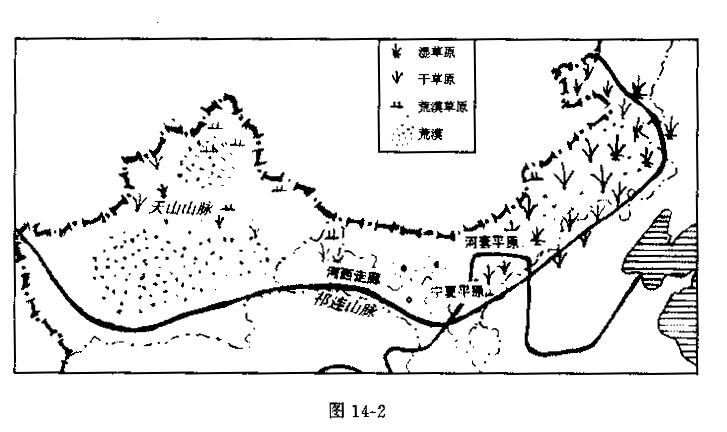 湿草原
干草原
荒漠草原
荒漠
天山山脉
河套平原
河西走廊
宁夏平原
祁连山脉
图 14-2